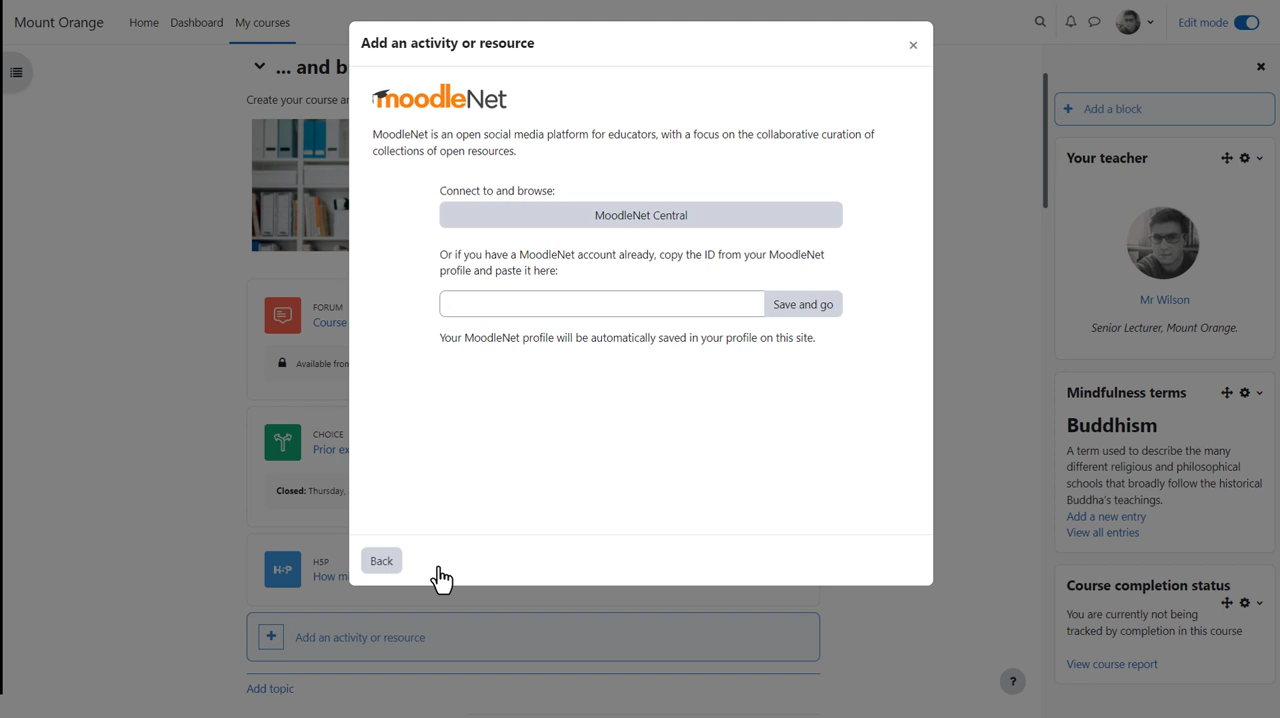 Mount Orange
Home
Dashboard
My courses
Edit mode
... and b
Create your course ar
FORUM
Course
Available from
CHOICE
Prior ex
Closed: Thursday,
H5P
H-P
How mi
Add an activity or resource
Add topic
Add an activity or resource
×
moodleNet
MoodleNet is an open social media platform for educators, with a focus on the collaborative curation of
collections of open resources.
Connect to and browse:
MoodleNet Central
Or if you have a MoodleNet account already, copy the ID from your MoodleNet
profile and paste it here:
Save and go
Your MoodleNet profile will be automatically saved in your profile on this site.
Back
Add a block
Your teacher
Mr Wilson
Senior Lecturer, Mount Orange.
Mindfulness terms
Buddhism
A term used to describe the many
different religious and philosophical
schools that broadly follow the historical
Buddha's teachings.
Add a new entry
View all entries
Course completion status
You are currently not being
tracked by completion in this course
View course report
?